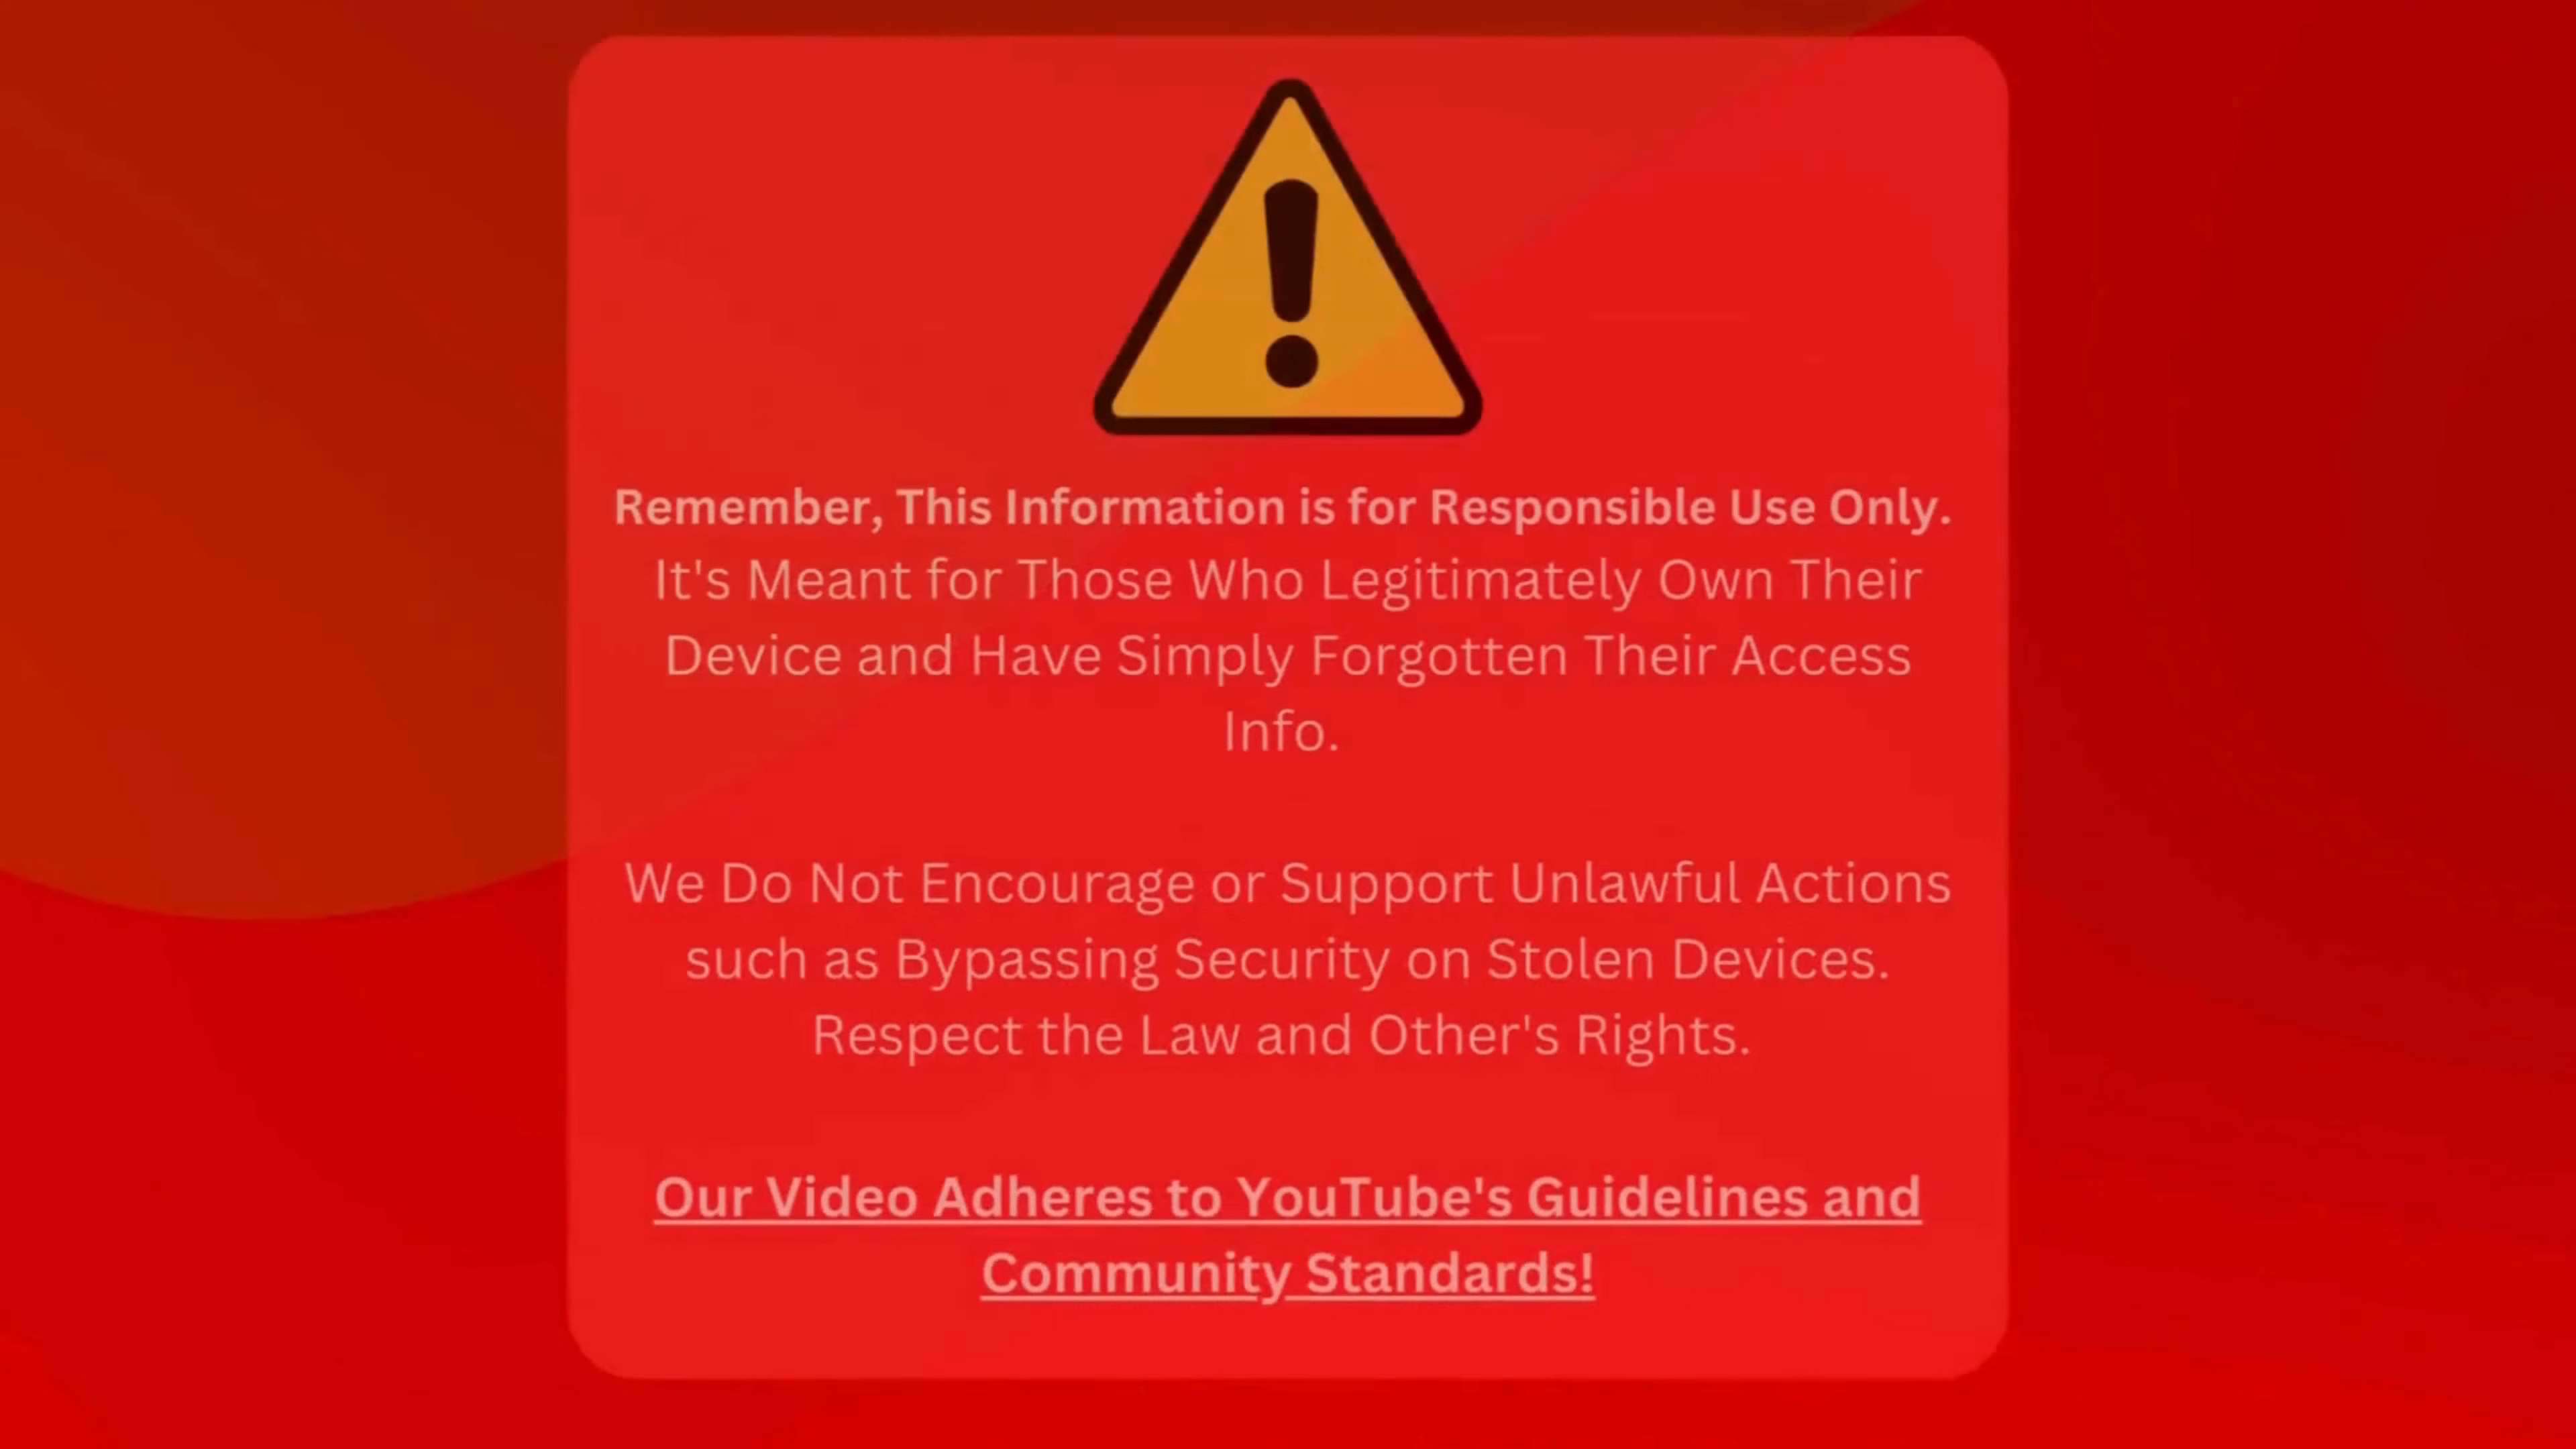 Remember, This Information is for Responsible Use Only.
It's Meant for Those Who Legitimately Own Their
Device and Have Simply Forgotten Their Access
Info.
We Do Not Encourage or Support Unlawful Actions
such as Bypassing Security on Stolen Devices.
Respect the Law and Other's Rights.
Our Video Adheres to YouTube's Guidelines and
Community Standards!